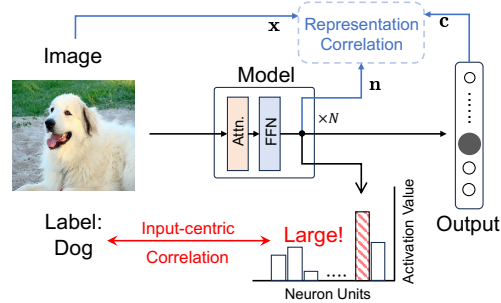 Image
x
Representation
Correlation
c
n
Model
Attn.
FFN
×N
Output
Label:
Dog
Input-centric
Correlation
Large!
....
Activation Value
Neuron Units